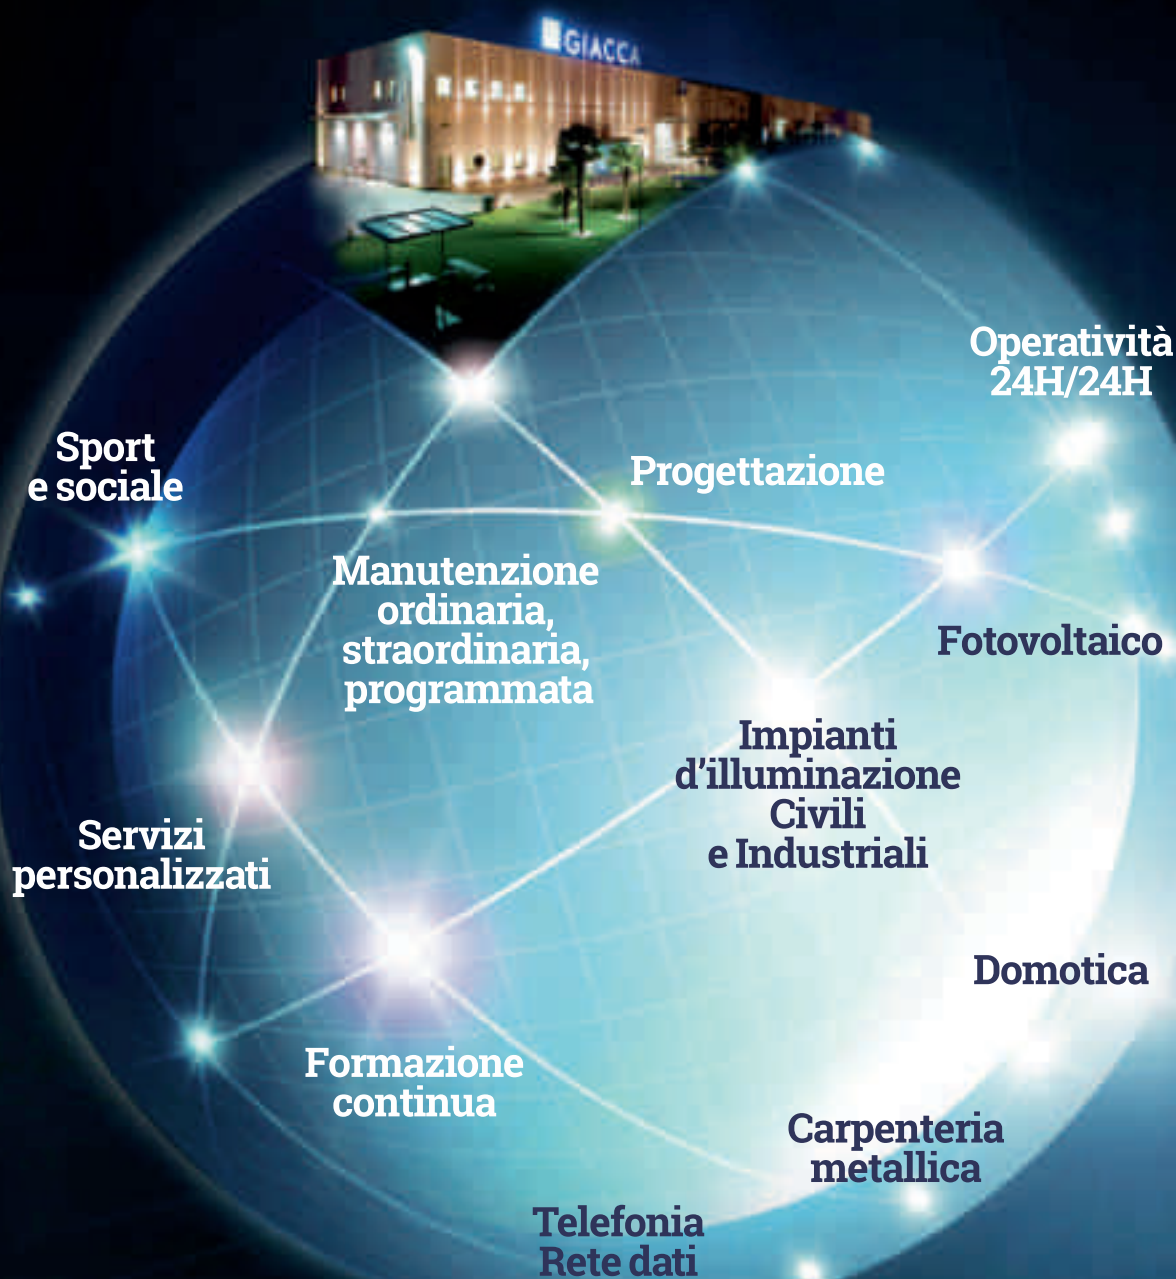 GIACCA
Operatività
24H/24H
Sport
e sociale
Progettazione
Manutenzione
ordinaria,
straordinaria,
programmata
Fotovoltaico
Impianti
d'illuminazione
Civili
e Industriali
Servizi
personalizzati
Domotica
Formazione
continua
Carpenteria
metallica
Telefonia
Rete dati